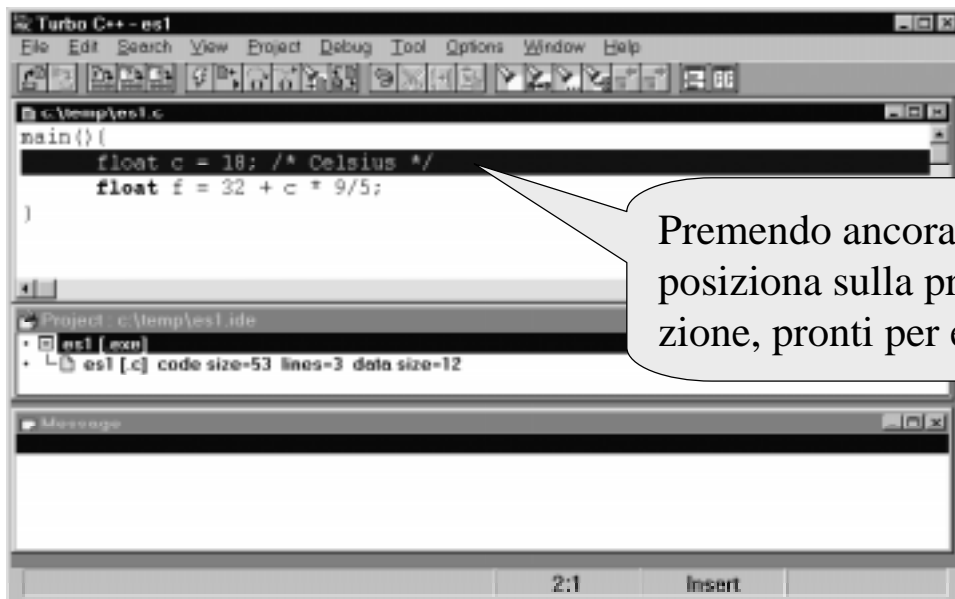 Turbo C++ - es1
File Edit Search View Project Debug Tool Options Window Help
c:\temp\es1.c
main(){
float c = 18; /* Celsius */
float f = 32 + c * 9/5;
}
Premendo ancora
posiziona sulla pr
zione, pronti per e
Project : c:\temp\es1.ide
es1 [.exe]
es1 [.c] code size=53 lines=3 data size=12
Message
2:1 Insert